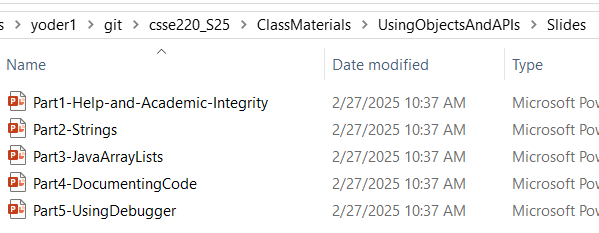 s > yoder1 > git > csse220_S25 > ClassMaterials > UsingObjectsAndAPIs > Slides
Name Date modified Type
Part1-Help-and-Academic-Integrity 2/27/2025 10:37 AM Microsoft Pow
Part2-Strings 2/27/2025 10:37 AM Microsoft Pow
Part3-JavaArrayLists 2/27/2025 10:37 AM Microsoft Pow
Part4-DocumentingCode 2/27/2025 10:37 AM Microsoft Pow
Part5-UsingDebugger 2/27/2025 10:37 AM Microsoft Pow